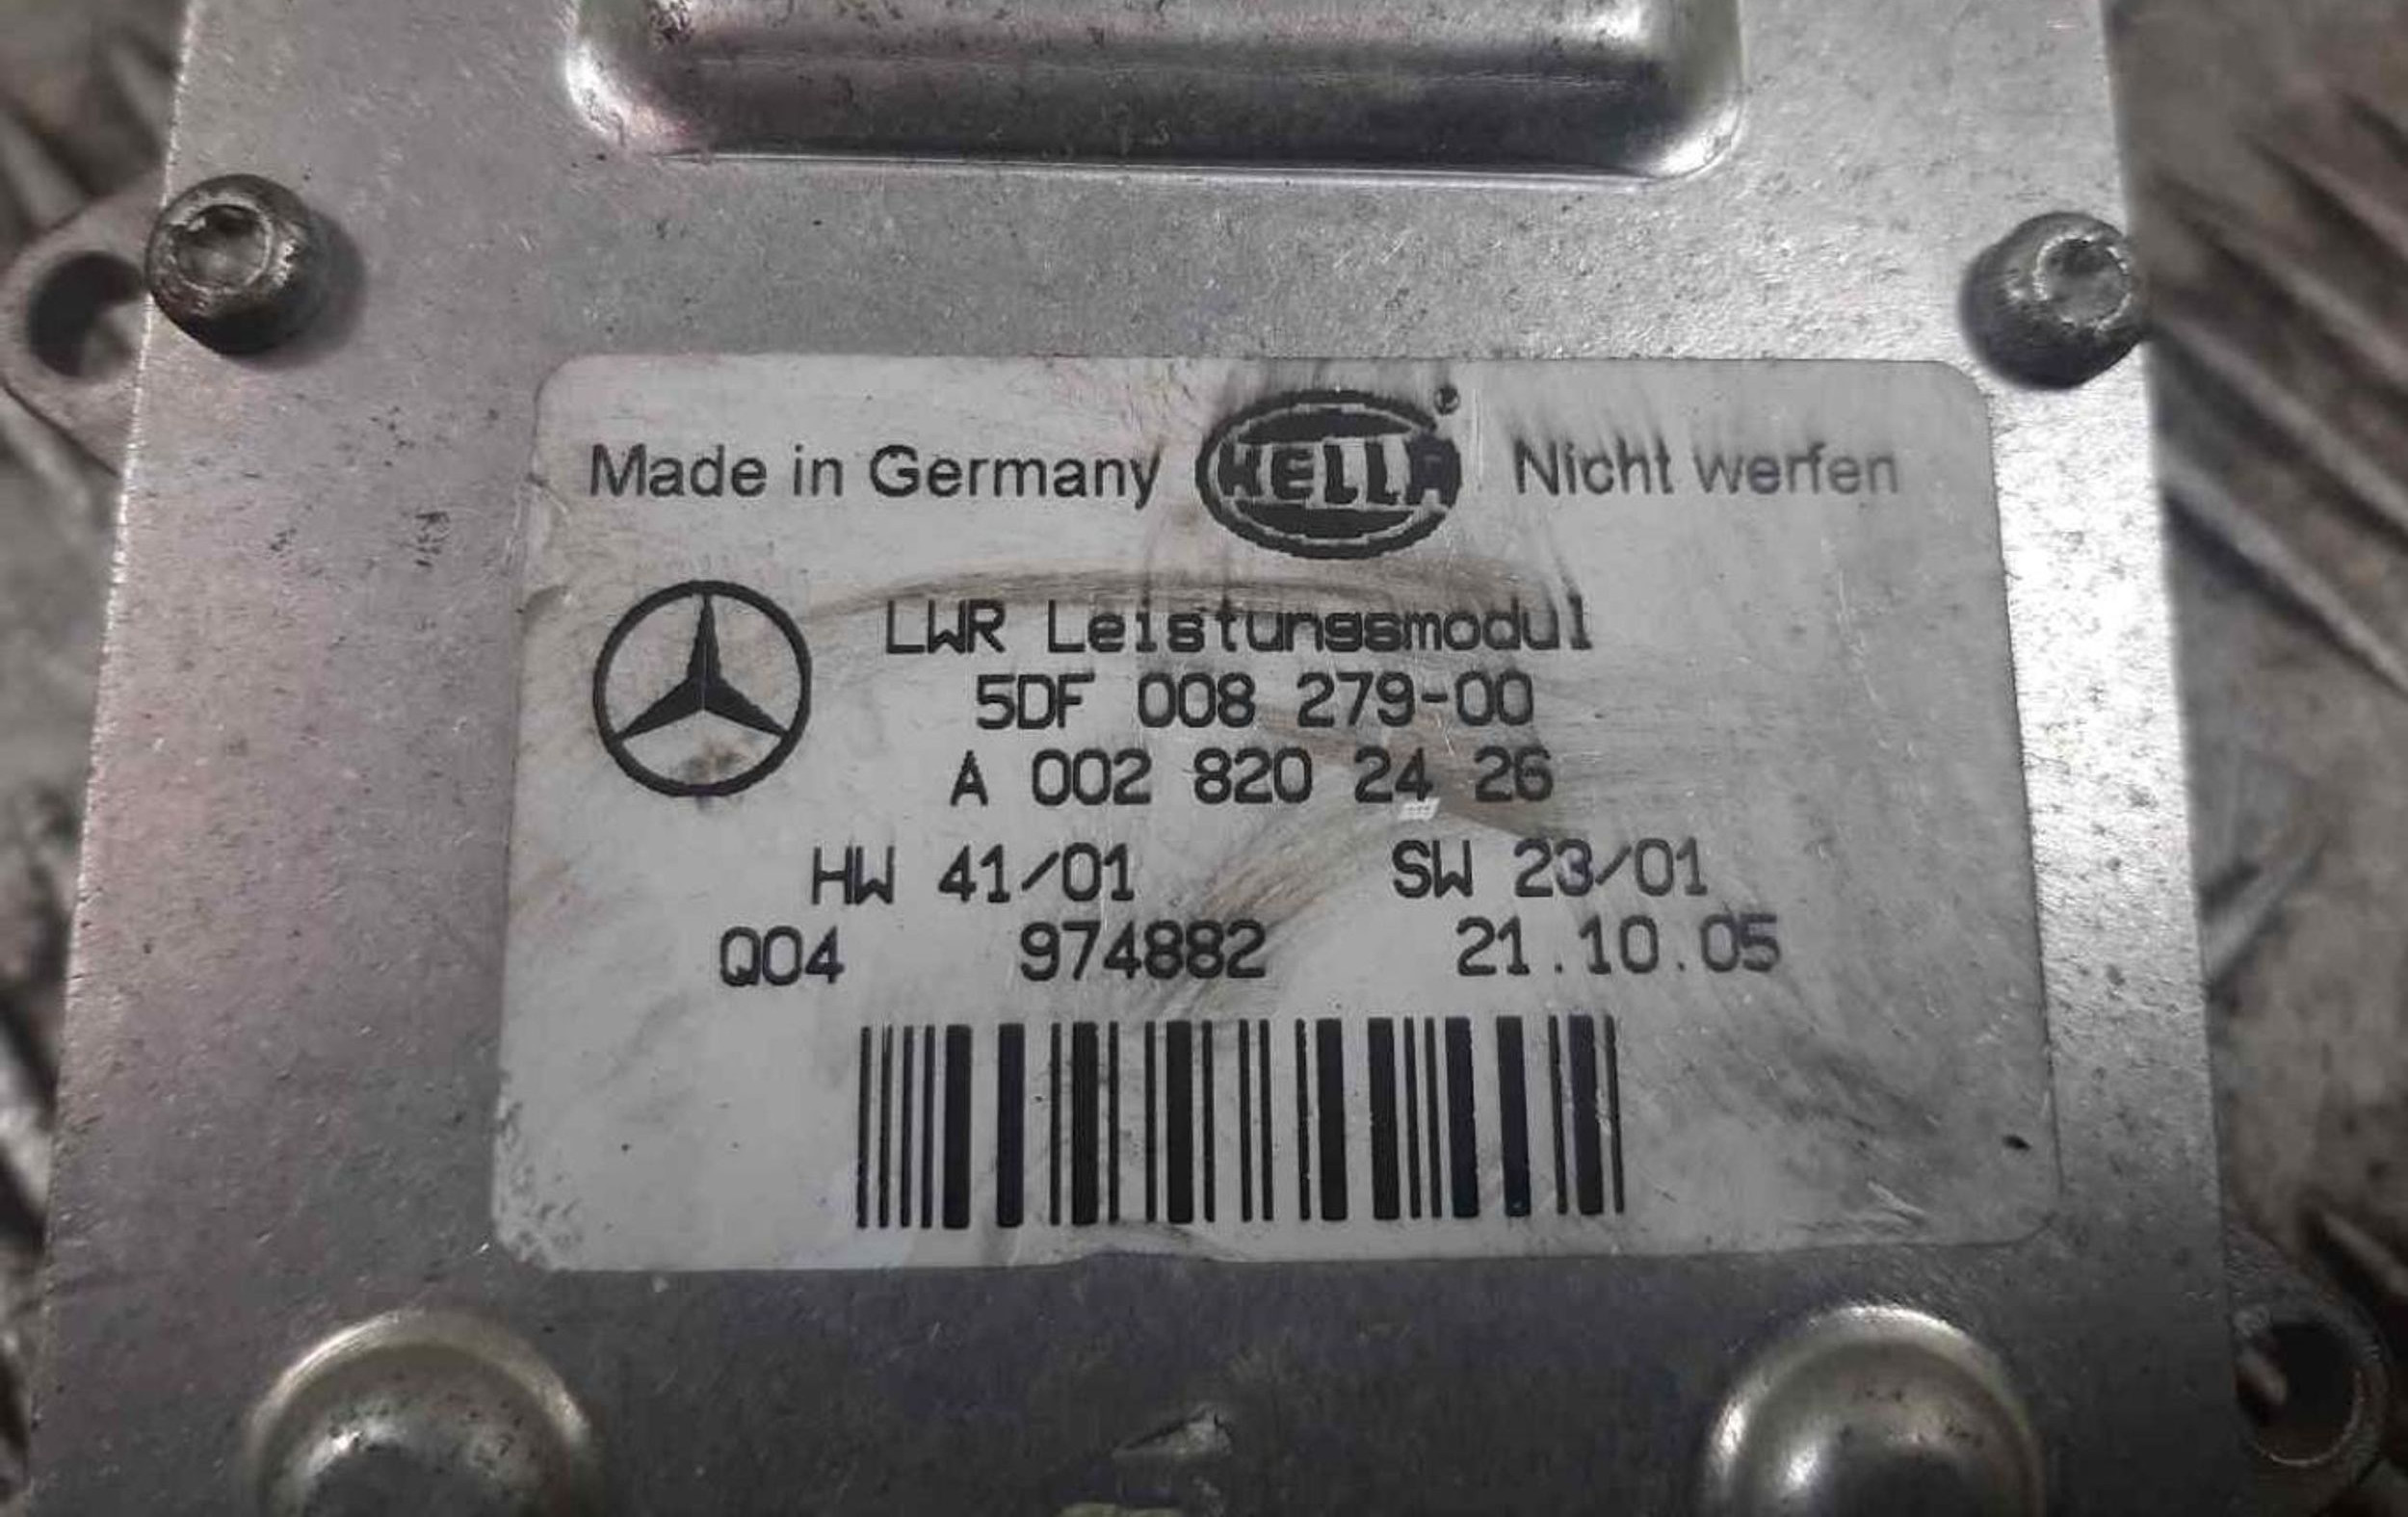 Made in Germany HELLA ® Nicht werfen
LWR Leistungsmodul
5DF 008 279-00
A 002 820 24 26
HW 41/01 SW 23/01
Q04 974882 21.10.05